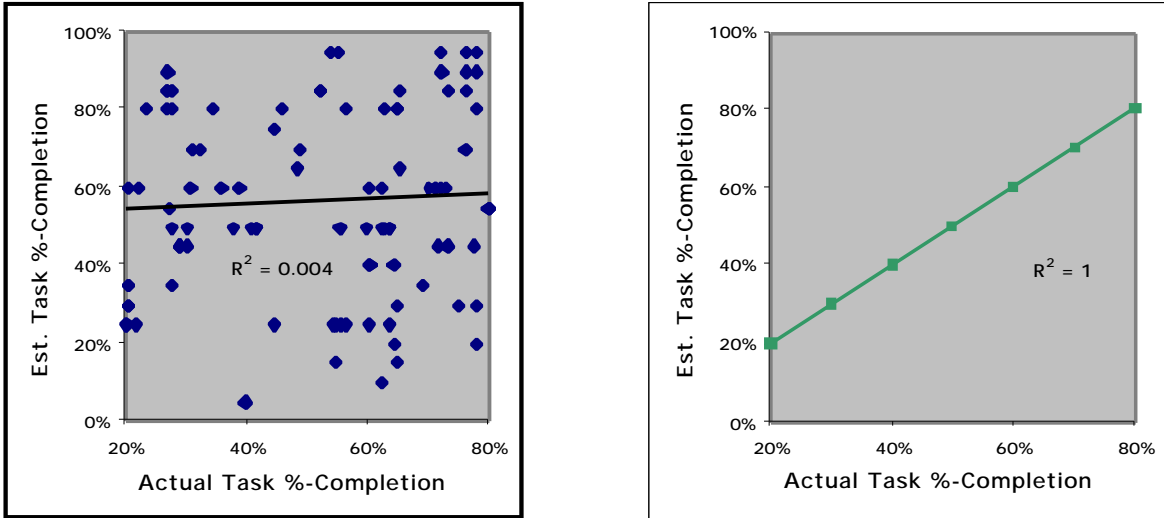 100%
80%
60%
40%
20%
0%
Est. Task %-Completion
R² = 0.004
20% 40% 60% 80%
Actual Task %-Completion
100%
80%
60%
40%
20%
0%
Est. Task %-Completion
R² = 1
20% 40% 60% 80%
Actual Task %-Completion